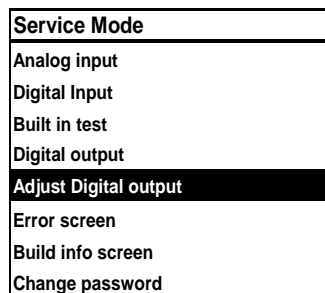 Service Mode
Analog input
Digital Input
Built in test
Digital output
Adjust Digital output
Error screen
Build info screen
Change password